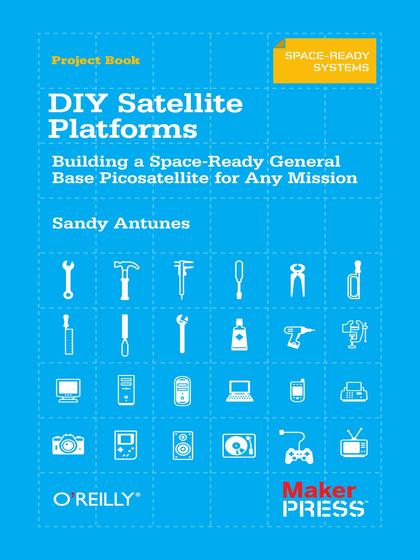 Project Book
SPACE-READY
SYSTEMS
DIY Satellite
Platforms
Building a Space-Ready General
Base Picosatellite for Any Mission
Sandy Antunes
O'REILLY®
Maker
PRESS™